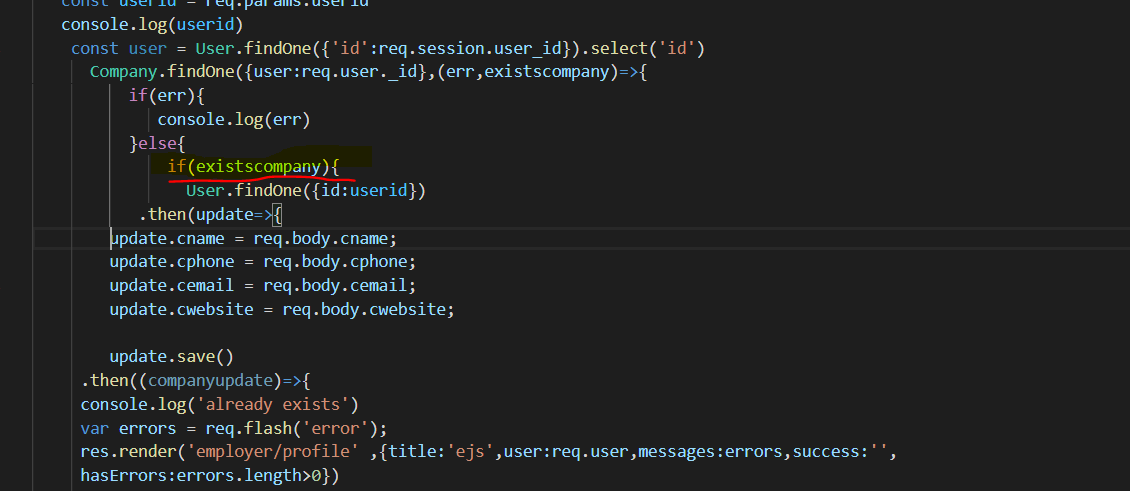 const userid = req.params.userid
console.log(userid)
const user = User.findOne({'id':req.session.user_id}).select('id')
Company.findOne({user:req.user._id},(err,existscompany)=>{
if(err){
console.log(err)
}else{
if(existscompany){
User.findOne({id:userid})
.then(update=>{
update.cname = req.body.cname;
update.cphone = req.body.cphone;
update.cemail = req.body.cemail;
update.cwebsite = req.body.cwebsite;
update.save()
.then((companyupdate)=>{
console.log('already exists')
var errors = req.flash('error');
res.render('employer/profile' ,{title:'ejs',user:req.user,messages:errors,success:'',
hasErrors:errors.length>0})